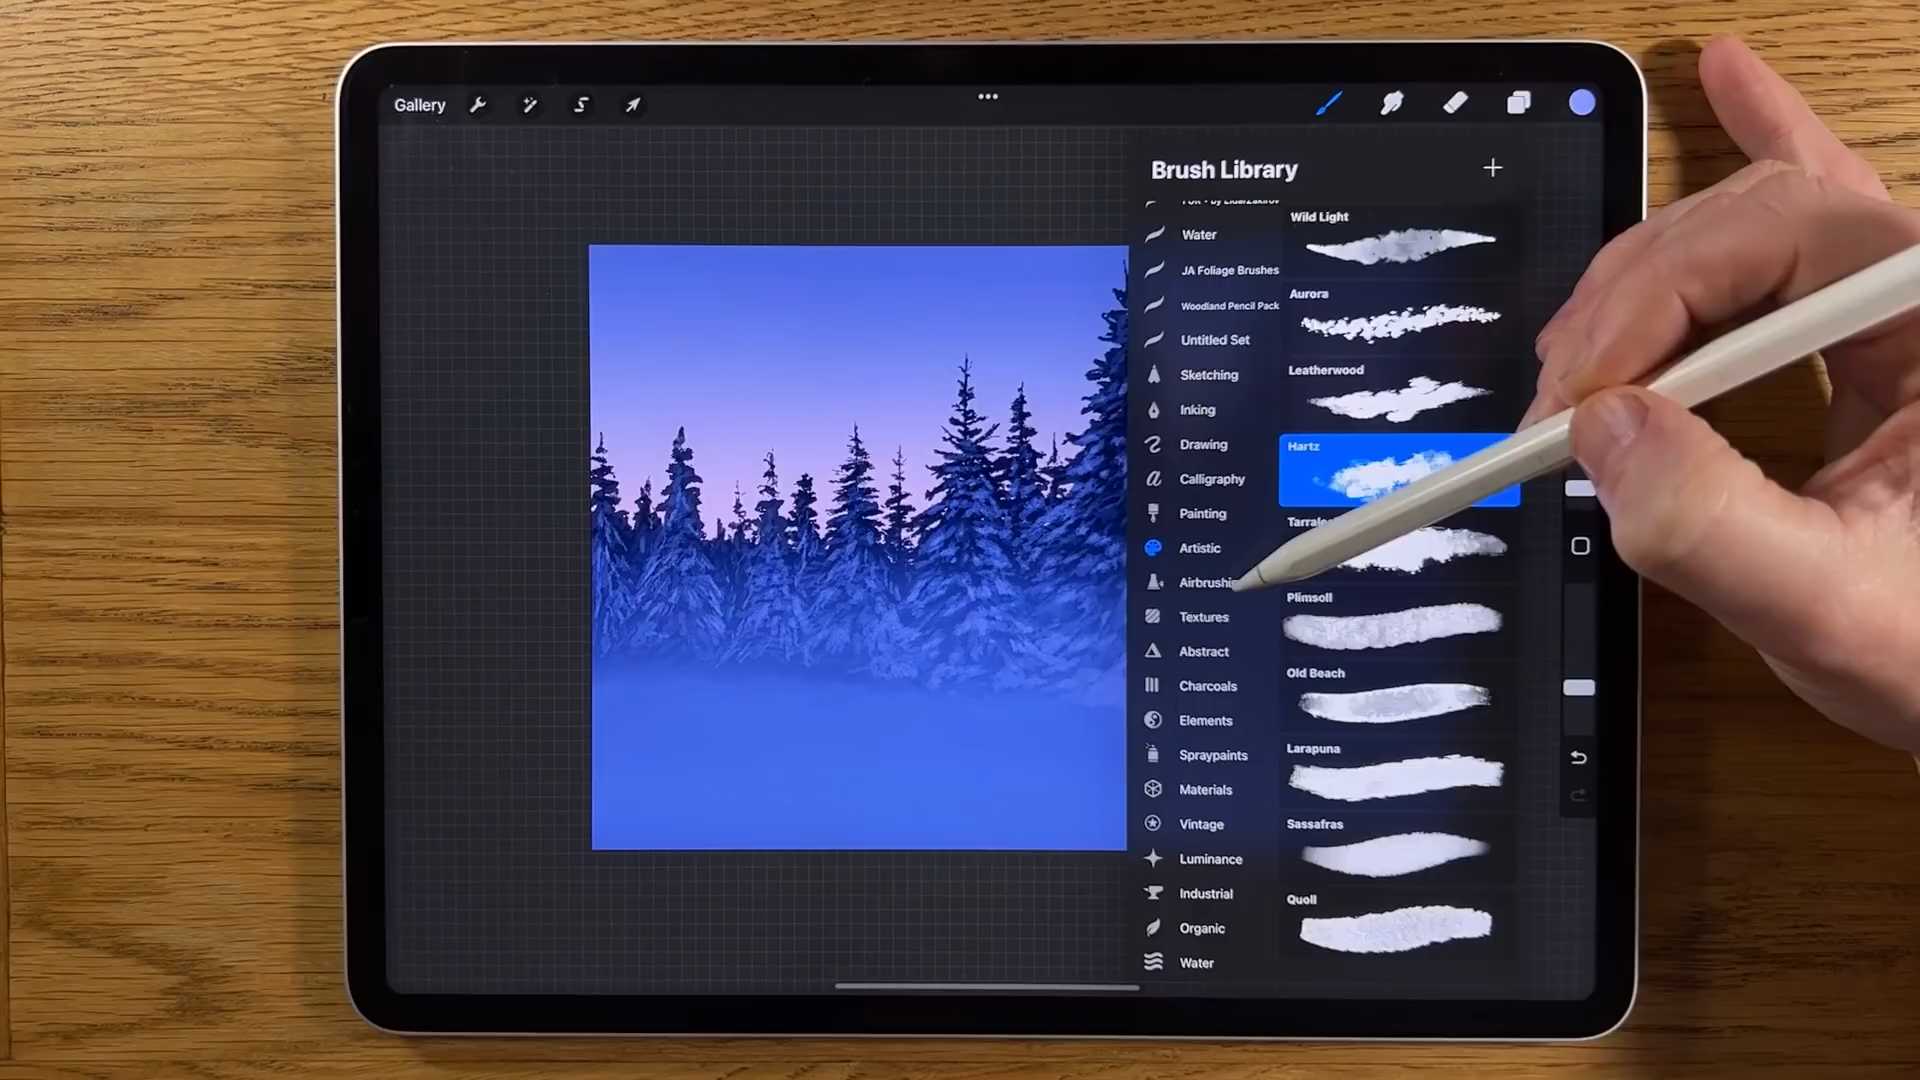 Gallery
Brush Library
Water
JA Foliage Brushes
Woodland Pencil Pack
Untitled Set
Sketching
Inking
Drawing
Calligraphy
Painting
Artistic
Airbrushin
Textures
Abstract
Charcoals
Elements
Spraypaints
Materials
Vintage
Luminance
Industrial
Organic
Water
Wild Light
Aurora
Leatherwood
Hartz
Tarrale
Plimsoll
Old Beach
Larapuna
Sassafras
Quoll